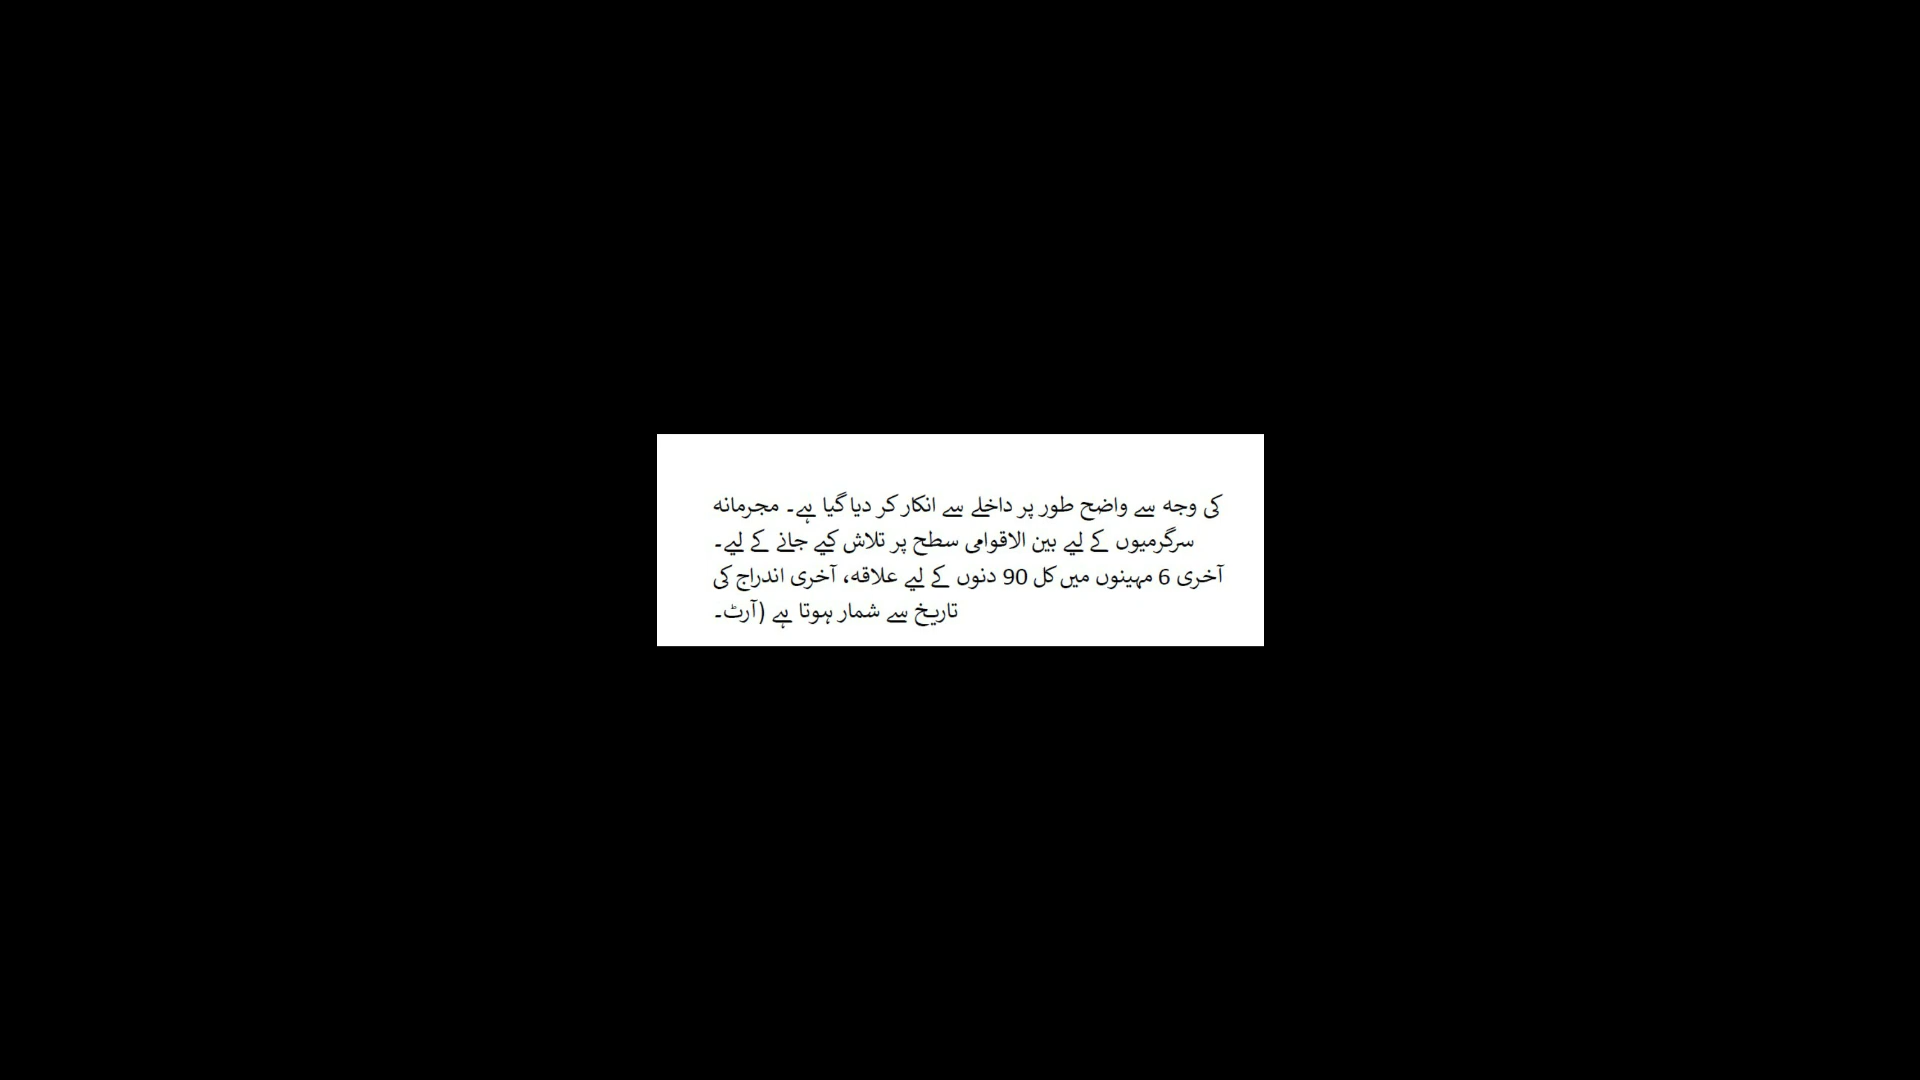 کی وجہ سے واضح طور پر داخلے سے انکار کر دیا گیا ہے۔ مجرمانہ
سرگرمیوں کے لیے بین الاقوامی سطح پر تلاش کیے جانے کے لیے۔
آخری 6 مہینوں میں کل 90 دنوں کے لیے علاقہ، آخری اندراج کی
تاریخ سے شمار ہوتا ہے (آرٹ۔